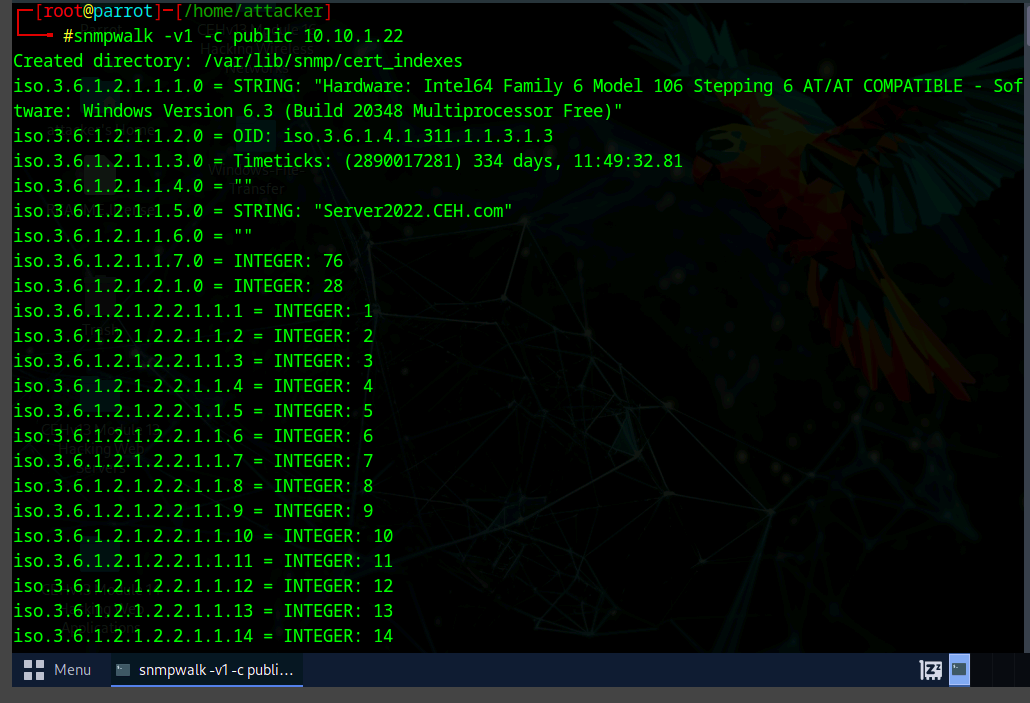 [root@parrot]─[/home/attacker]
#snmpwalk -v1 -c public 10.10.1.22
Created directory: /var/lib/snmp/cert_indexes
iso.3.6.1.2.1.1.1.0 = STRING: "Hardware: Intel64 Family 6 Model 106 Stepping 6 AT/AT COMPATIBLE - Sof
tware: Windows Version 6.3 (Build 20348 Multiprocessor Free)"
iso.3.6.1.2.1.1.2.0 = OID: iso.3.6.1.4.1.311.1.1.3.1.3
iso.3.6.1.2.1.1.3.0 = Timeticks: (2890017281) 334 days, 11:49:32.81
iso.3.6.1.2.1.1.4.0 = ""
iso.3.6.1.2.1.1.5.0 = STRING: "Server2022.CEH.com"
iso.3.6.1.2.1.1.6.0 = ""
iso.3.6.1.2.1.1.7.0 = INTEGER: 76
iso.3.6.1.2.1.2.1.0 = INTEGER: 28
iso.3.6.1.2.1.2.2.1.1.1 = INTEGER: 1
iso.3.6.1.2.1.2.2.1.1.2 = INTEGER: 2
iso.3.6.1.2.1.2.2.1.1.3 = INTEGER: 3
iso.3.6.1.2.1.2.2.1.1.4 = INTEGER: 4
iso.3.6.1.2.1.2.2.1.1.5 = INTEGER: 5
iso.3.6.1.2.1.2.2.1.1.6 = INTEGER: 6
iso.3.6.1.2.1.2.2.1.1.7 = INTEGER: 7
iso.3.6.1.2.1.2.2.1.1.8 = INTEGER: 8
iso.3.6.1.2.1.2.2.1.1.9 = INTEGER: 9
iso.3.6.1.2.1.2.2.1.1.10 = INTEGER: 10
iso.3.6.1.2.1.2.2.1.1.11 = INTEGER: 11
iso.3.6.1.2.1.2.2.1.1.12 = INTEGER: 12
iso.3.6.1.2.1.2.2.1.1.13 = INTEGER: 13
iso.3.6.1.2.1.2.2.1.1.14 = INTEGER: 14
Menu
snmpwalk -v1 -c publi...